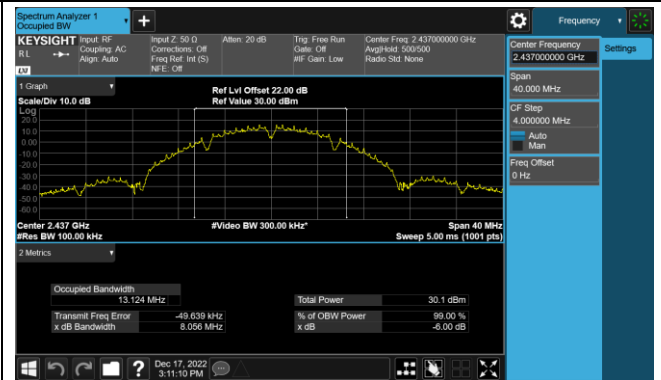 Spectrum Analyzer 1
Occupied BW
+
Frequency
KEYSIGHT
RL
LXI
Input: RF
Coupling: AC
Align: Auto
Input Z: 50 Ω
Corrections: Off
Freq Ref: Int (S)
NFE: Off
Atten: 20 dB
Trig: Free Run
Gate: Off
#IF Gain: Low
Center Freq: 2.437000000 GHz
Avg|Hold: 500/500
Radio Std: None
Center Frequency
2.437000000 GHz
Settings
Span
40.000 MHz
CF Step
4.000000 MHz
Auto
Man
Freq Offset
0 Hz
1 Graph
Scale/Div 10.0 dB
Ref Lvl Offset 22.00 dB
Ref Value 30.00 dBm
Log
20.0
10.0
0.00
-10.0
-20.0
-30.0
-40.0
-50.0
-60.0
Center 2.437 GHz
#Video BW 300.00 kHz*
Span 40 MHz
#Res BW 100.00 kHz
Sweep 5.00 ms (1001 pts)
2 Metrics
Occupied Bandwidth
13.124 MHz
Total Power 30.1 dBm
Transmit Freq Error -49.639 kHz
% of OBW Power 99.00 %
x dB Bandwidth 8.056 MHz
x dB -6.00 dB
?
Dec 17, 2022
3:11:10 PM